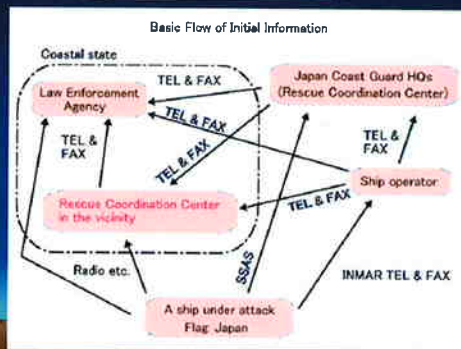 Basic Flow of Initial Information
Coastal state
TEL & FAX
Law Enforcement
Agency
Japan Coast Guard HQs
(Rescue Coordination Center)
TEL & FAX
TEL &
FAX
TEL & FAX
TEL &
FAX
Rescue Coordination Center
in the vicinity
TEL & FAX
Ship operator
Radio etc.
SSAS
INMAR TEL & FAX
A ship under attack
Flag Japan